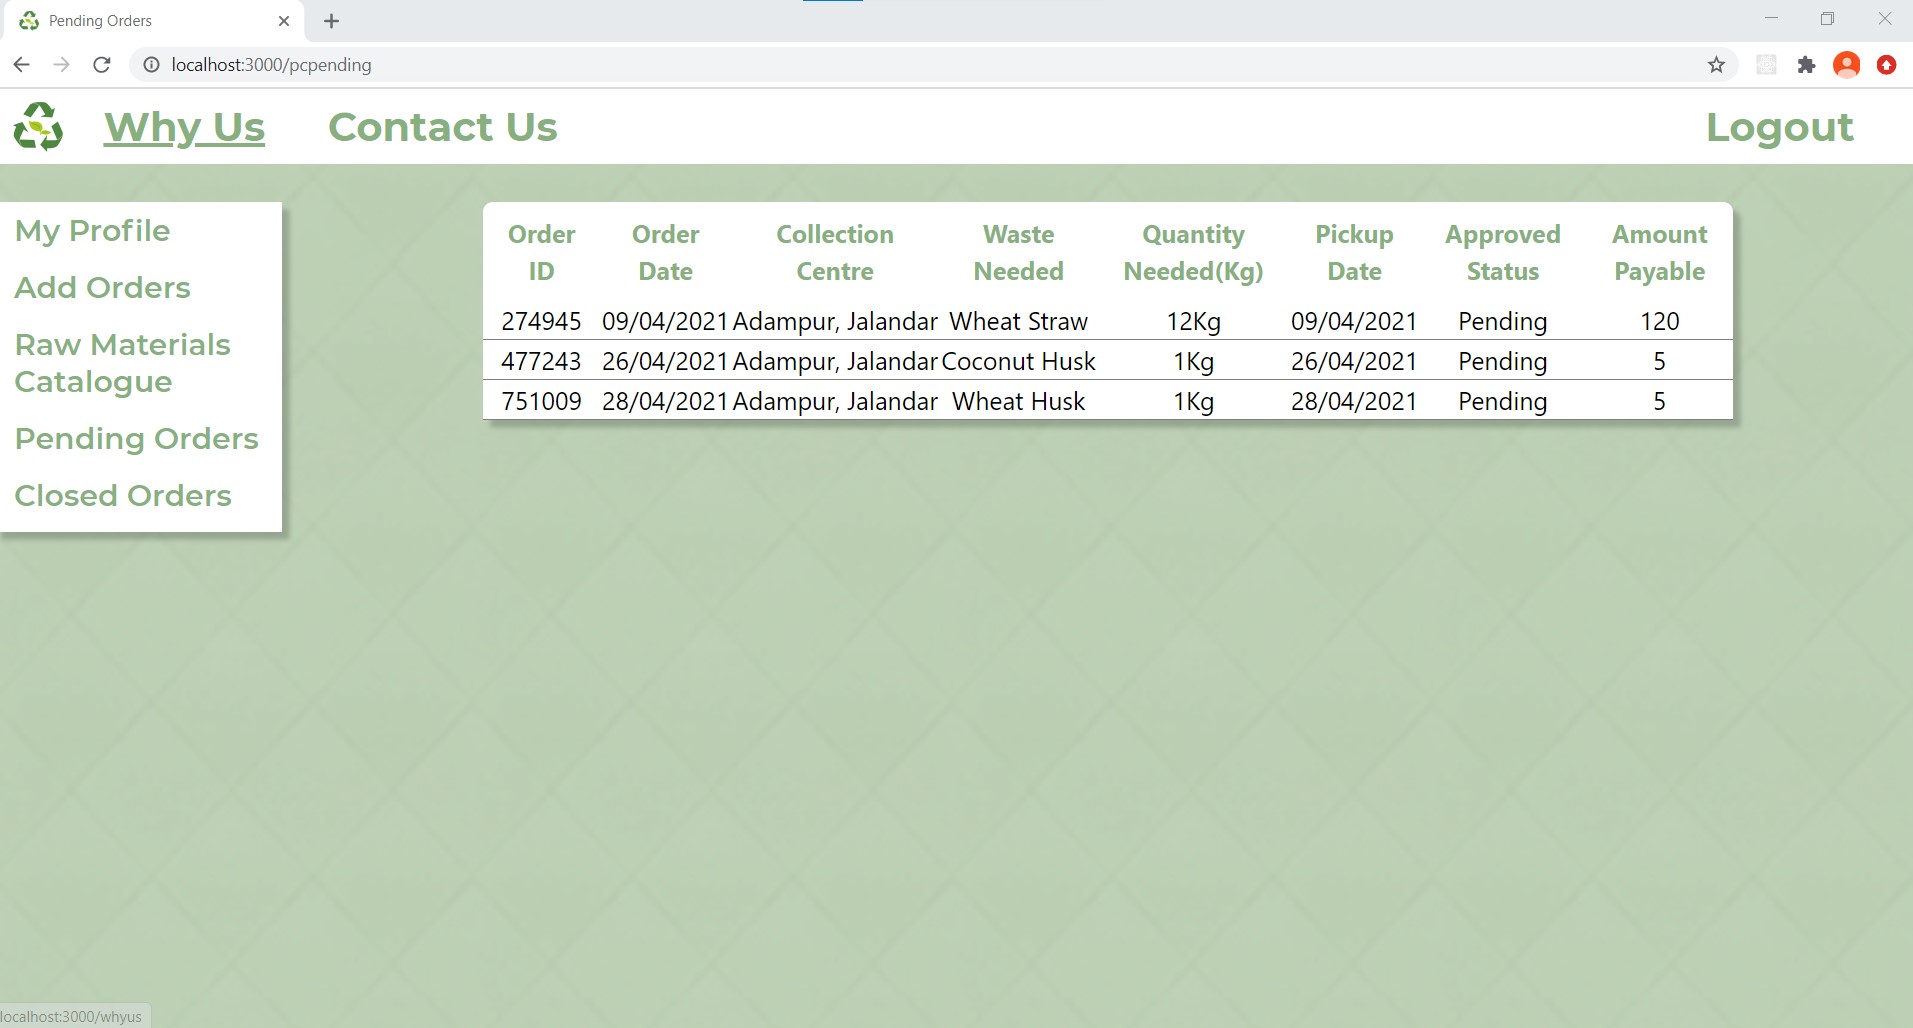 Pending Orders
localhost:3000/pcpending
Why Us Contact Us Logout
My Profile
Add Orders
Raw Materials
Catalogue
Pending Orders
Closed Orders
Order Order Collection Waste Quantity Pickup Approved Amount
ID Date Centre Needed Needed(Kg) Date Status Payable
274945 09/04/2021 Adampur, Jalandar Wheat Straw 12Kg 09/04/2021 Pending 120
477243 26/04/2021 Adampur, Jalandar Coconut Husk 1Kg 26/04/2021 Pending 5
751009 28/04/2021 Adampur, Jalandar Wheat Husk 1Kg 28/04/2021 Pending 5
localhost:3000/whyus